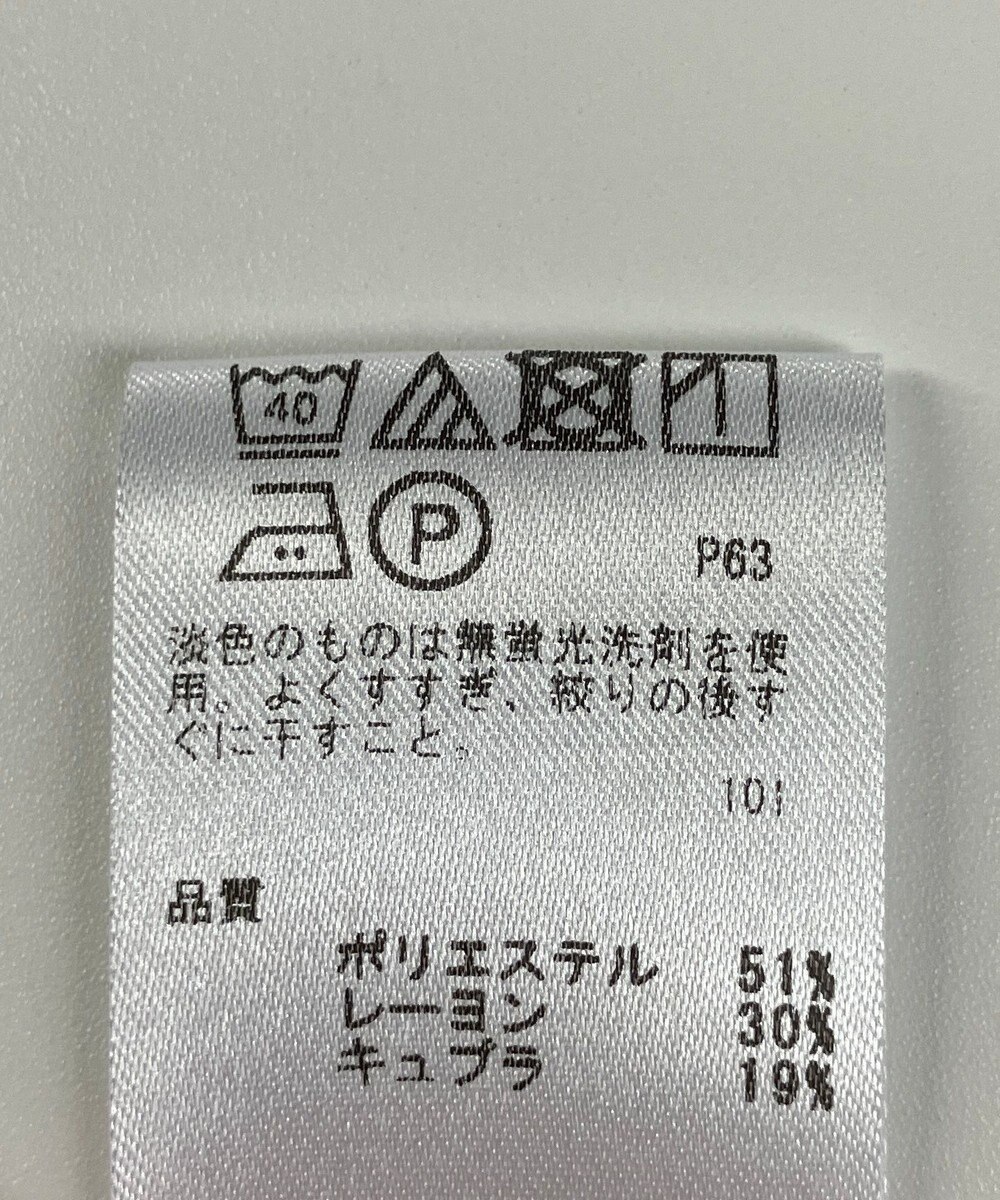 40
P
P63
淡色のものは無蛍光洗剤を使
用。よくすすぎ、絞りの後す
ぐに干すこと。
101
品質
ポリエステル 51%
レーヨン 30%
キュプラ 19%